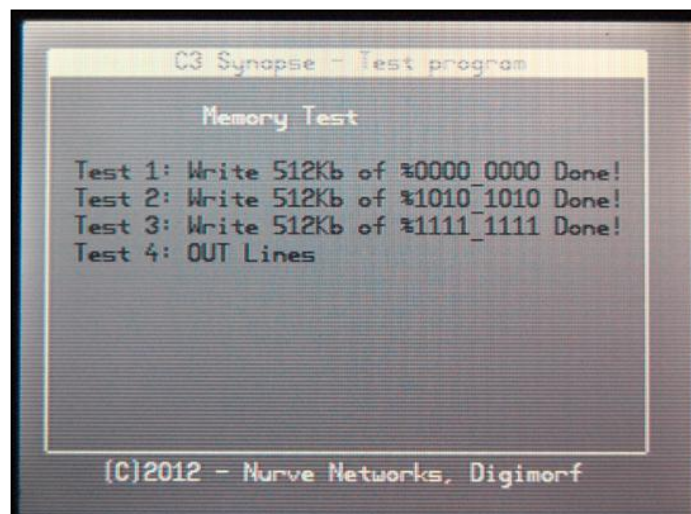 C3 Synapse - Test program
Memory Test
Test 1: Write 512Kb of %0000_0000 Done!
Test 2: Write 512Kb of %1010_1010 Done!
Test 3: Write 512Kb of %1111_1111 Done!
Test 4: OUT Lines
(C)2012 - Nurve Networks, Digimorf